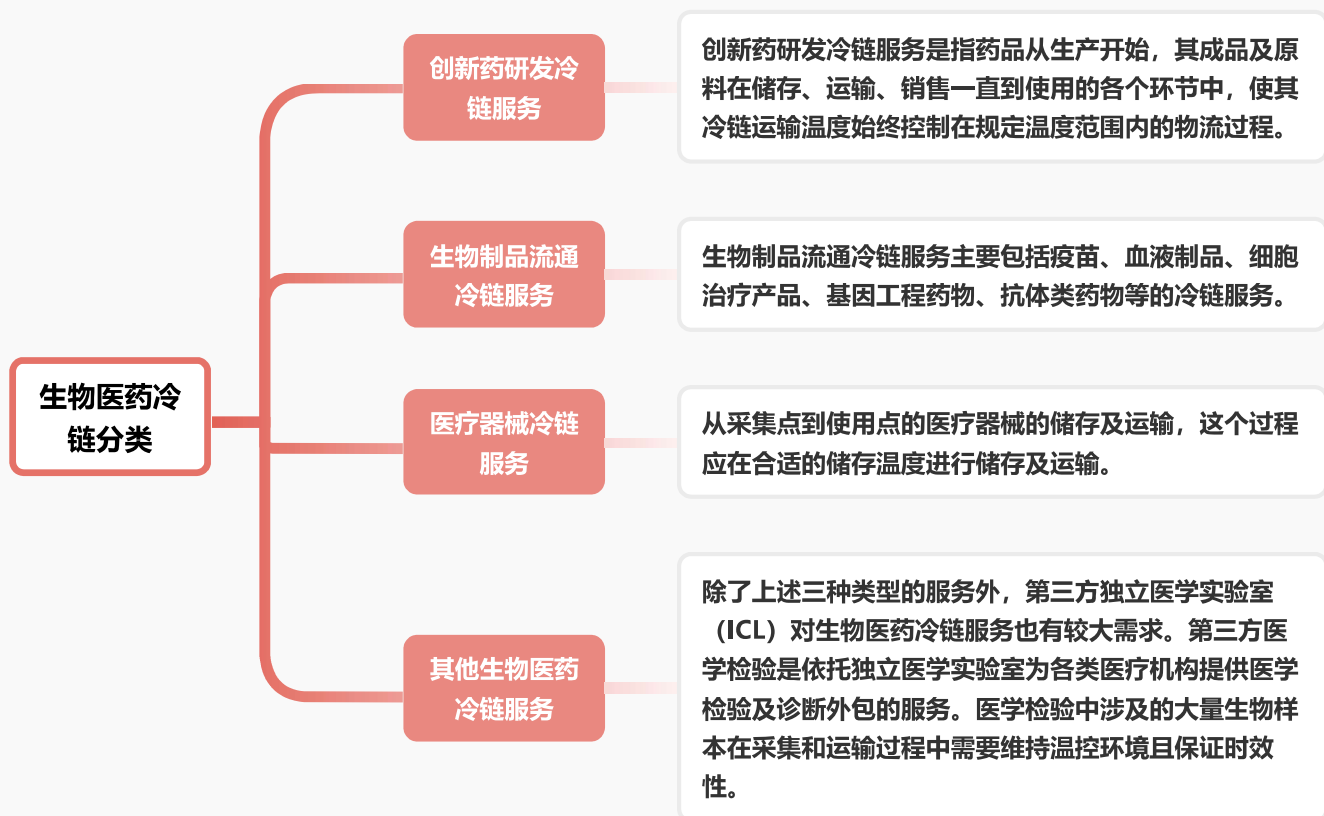 生物医药冷
链分类
创新药研发冷
链服务
创新药研发冷链服务是指药品从生产开始，其成品及原
料在储存、运输、销售一直到使用的各个环节中，使其
冷链运输温度始终控制在规定温度范围内的物流过程。
生物制品流通
冷链服务
生物制品流通冷链服务主要包括疫苗、血液制品、细胞
治疗产品、基因工程药物、抗体类药物等的冷链服务。
医疗器械冷链
服务
从采集点到使用点的医疗器械的储存及运输，这个过程
应在合适的储存温度进行储存及运输。
其他生物医药
冷链服务
除了上述三种类型的服务外，第三方独立医学实验室
（ICL）对生物医药冷链服务也有较大需求。第三方医
学检验是依托独立医学实验室为各类医疗机构提供医学
检验及诊断外包的服务。医学检验中涉及的大量生物样
本在采集和运输过程中需要维持温控环境且保证时效
性。